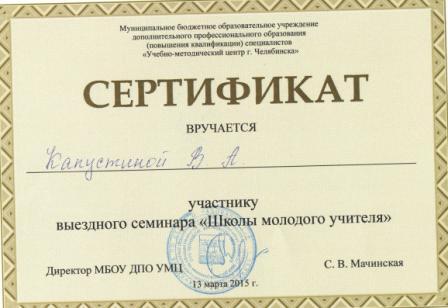 Муниципальное бюджетное образовательное учреждение
дополнительного профессионального образования
(повышения квалификации) специалистов
«Учебно-методический центр г. Челябинска»
СЕРТИФИКАТ
ВРУЧАЕТСЯ
Капустиной В А.
участнику
выездного семинара «Школы молодого учителя»
Директор МБОУ ДПО УМЦ
С. В. Мачинская
13 марта 2015 г.